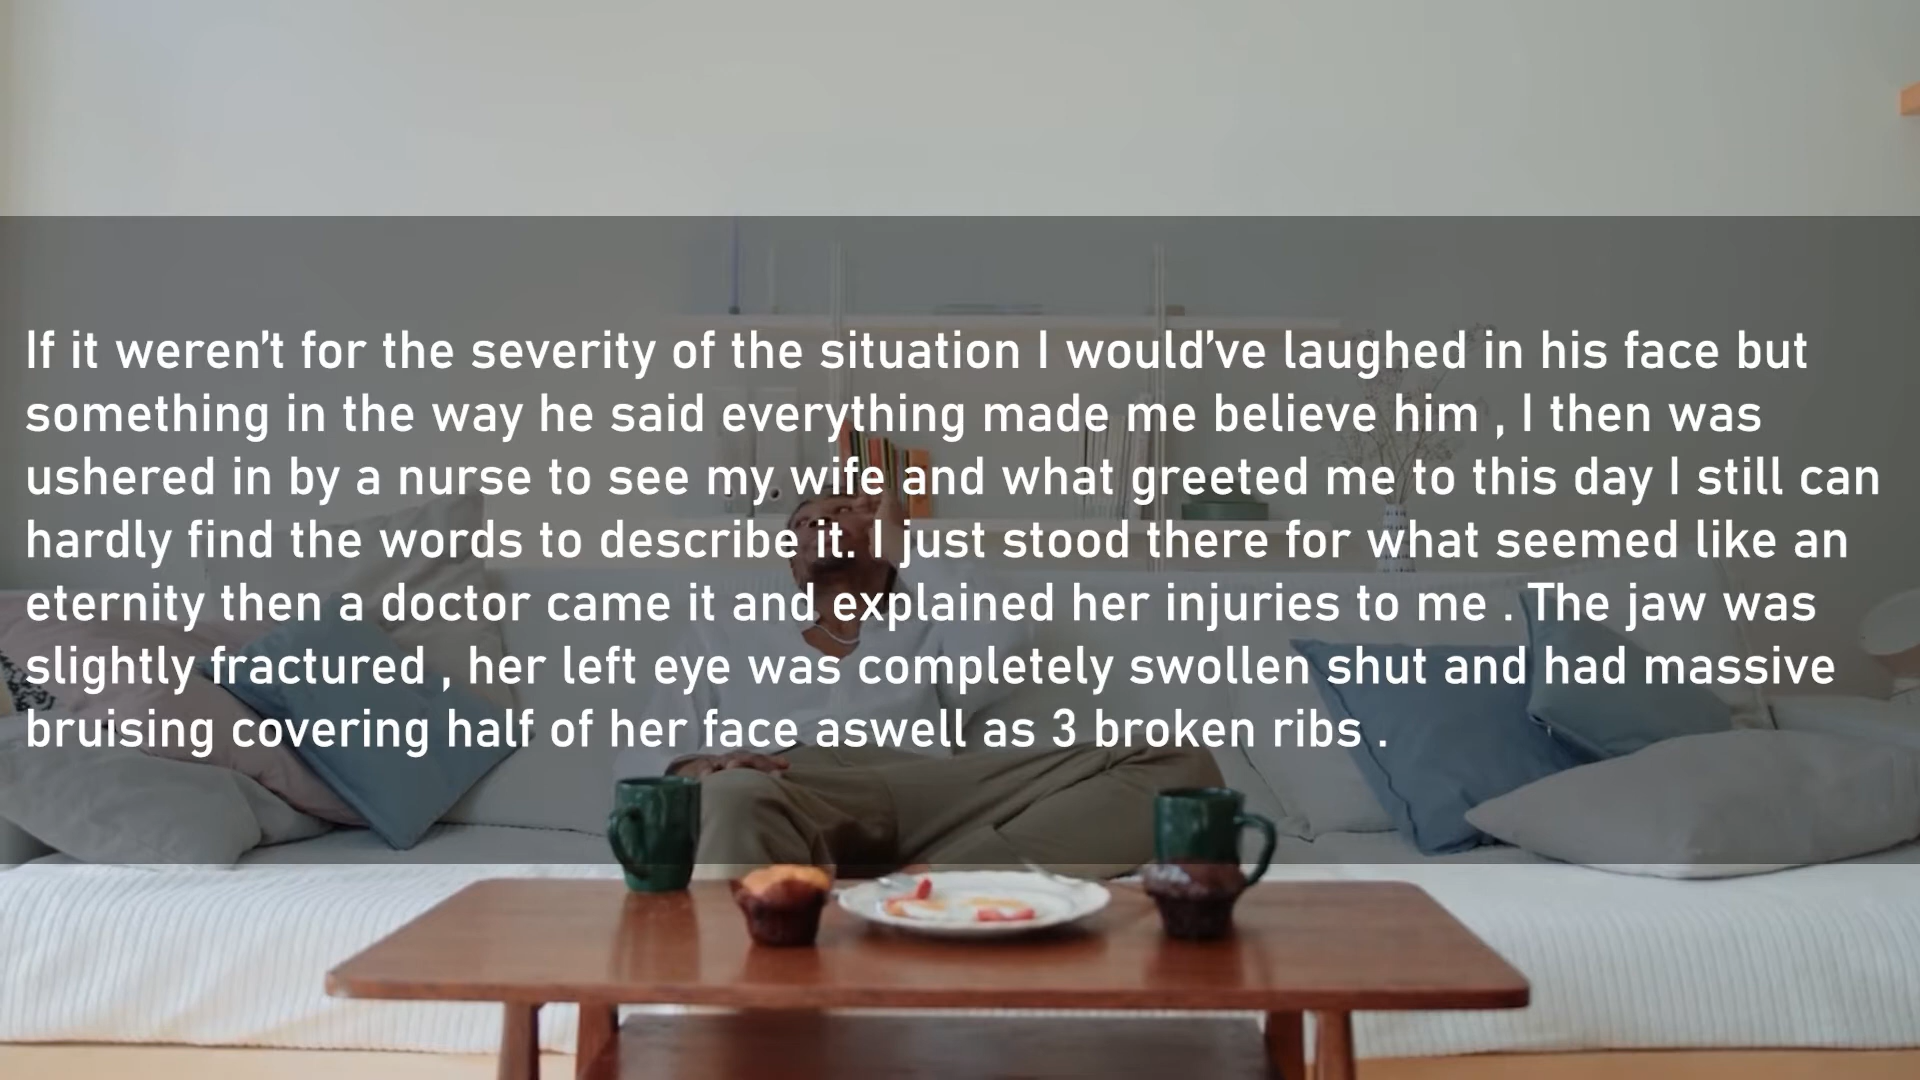 If it weren’t for the severity of the situation I would’ve laughed in his face but
something in the way he said everything made me believe him , I then was
ushered in by a nurse to see my wife and what greeted me to this day I still can
hardly find the words to describe it. I just stood there for what seemed like an
eternity then a doctor came it and explained her injuries to me . The jaw was
slightly fractured , her left eye was completely swollen shut and had massive
bruising covering half of her face aswell as 3 broken ribs .